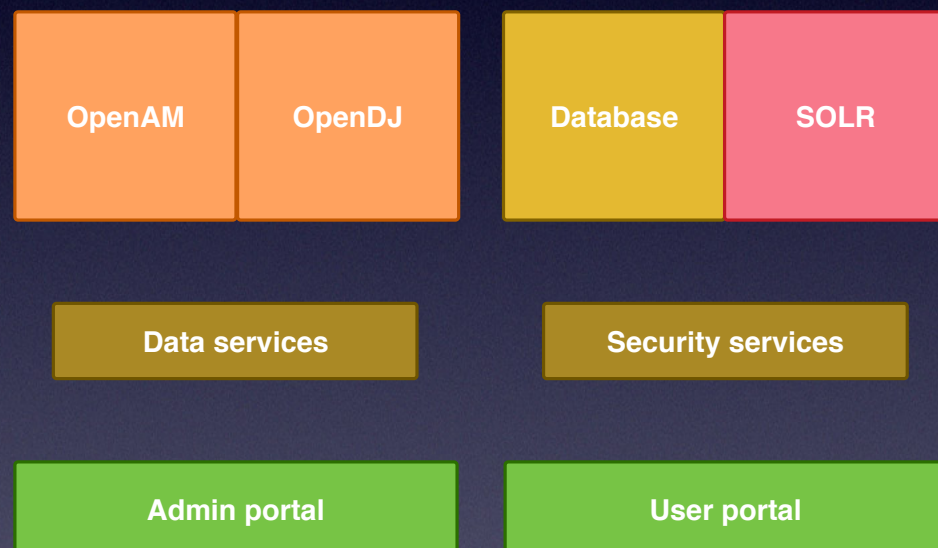 OpenAM
OpenDJ
Database
SOLR
Data services
Security services
Admin portal
User portal